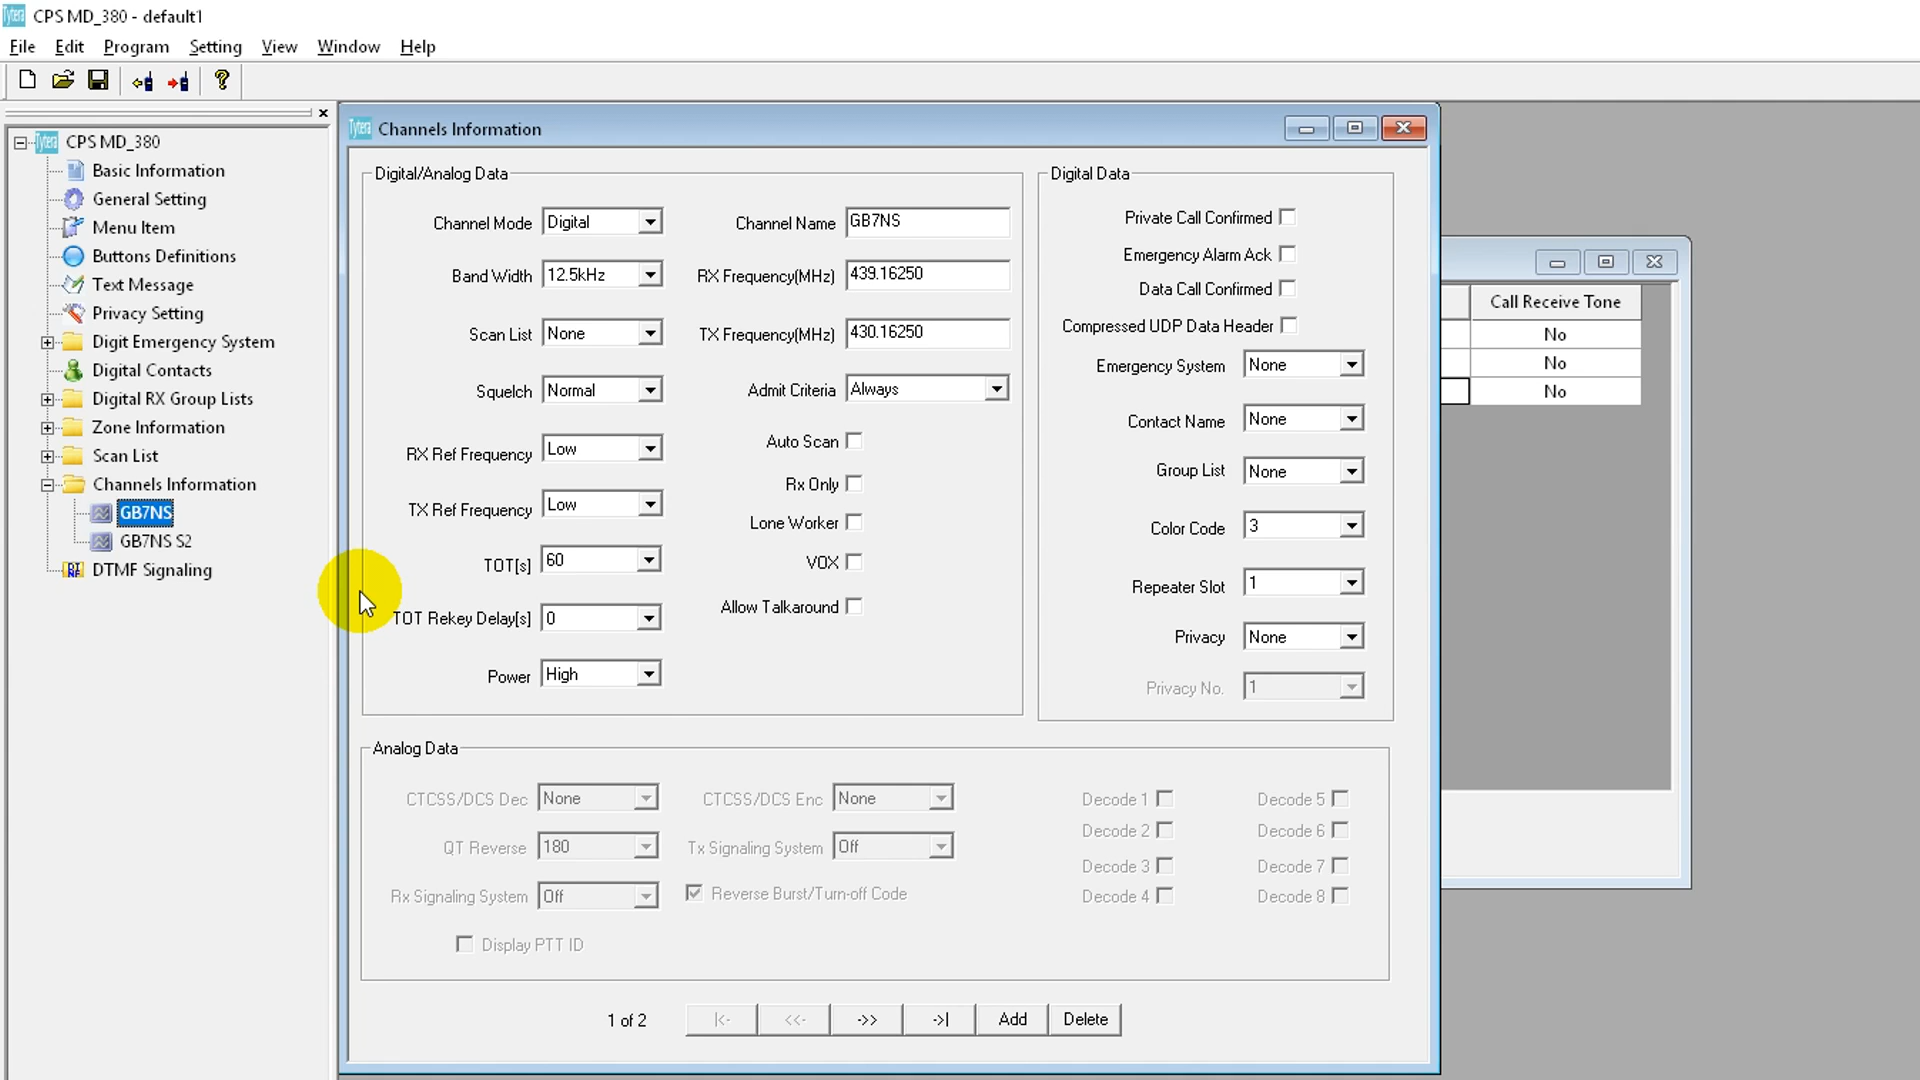 Tytera CPS MD_380 - default1
File Edit Program Setting View Window Help
Tytera CPS MD_380
Basic Information
General Setting
Menu Item
Buttons Definitions
Text Message
Privacy Setting
Digit Emergency System
Digital Contacts
Digital RX Group Lists
Zone Information
Scan List
Channels Information
GB7NS
GB7NS S2
DTMF Signaling
Tytera Channels Information
Digital/Analog Data
Channel Mode Digital Channel Name GB7NS
Band Width 12.5kHz RX Frequency(MHz) 439.16250
Scan List None TX Frequency(MHz) 430.16250
Squelch Normal Admit Criteria Always
RX Ref Frequency Low Auto Scan
Rx Only
TX Ref Frequency Low Lone Worker
TOT[s] 60 VOX
TOT Rekey Delay[s] 0 Allow Talkaround
Power High
Digital Data
Private Call Confirmed
Emergency Alarm Ack
Data Call Confirmed
Compressed UDP Data Header
Emergency System None
Contact Name None
Group List None
Color Code 3
Repeater Slot 1
Privacy None
Privacy No. 1
Analog Data
CTCSS/DCS Dec None CTCSS/DCS Enc None Decode 1 Decode 5
Decode 2 Decode 6
QT Reverse 180 Tx Signaling System Off
Decode 3 Decode 7
Rx Signaling System Off Reverse Burst/Turn-off Code Decode 4 Decode 8
Display PTT ID
1 of 2 |<- <<- ->> ->| Add Delete
Call Receive Tone
No
No
No